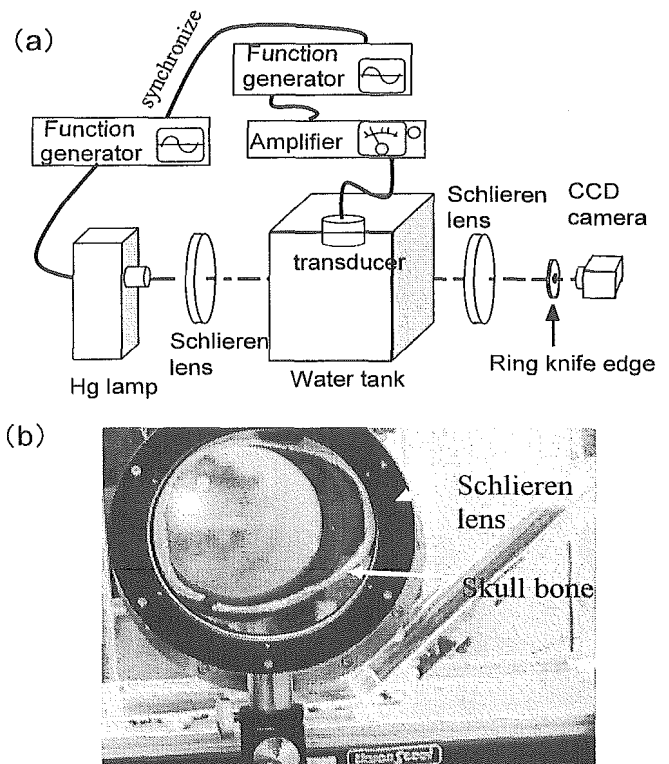 (a)
synchronize
Function
generator
Function
generator
Amplifier
Schlieren
lens
CCD
camera
transducer
Schlieren
lens
Hg lamp
Water tank
Ring knife edge
(b)
Schlieren
lens
Skull bone